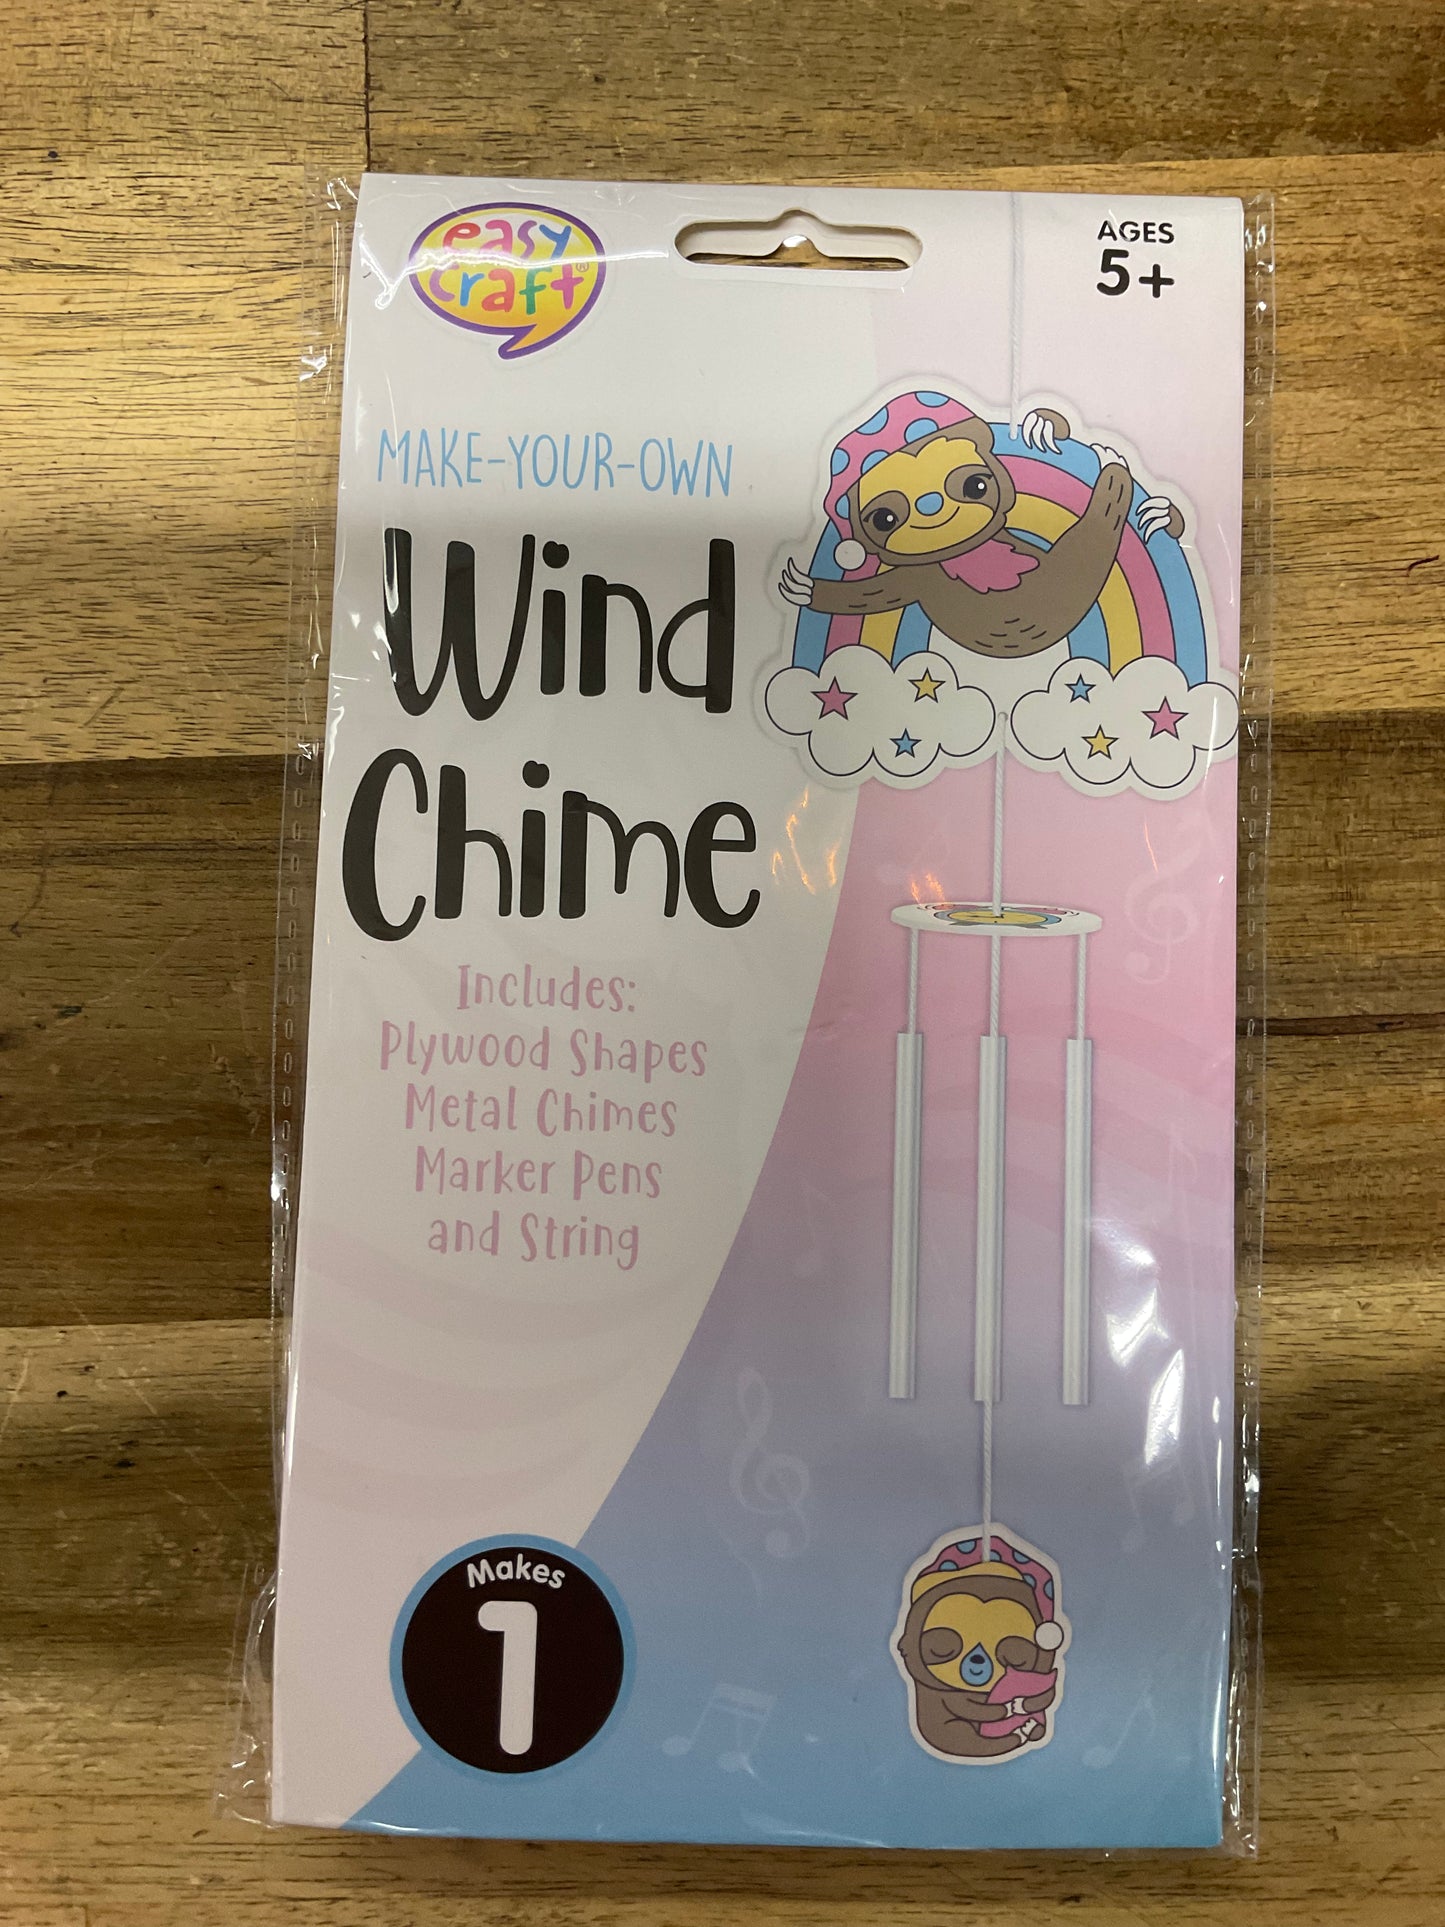 easy
craft®
AGES
5+
MAKE-YOUR-OWN
Wind
Chime
Includes:
Plywood Shapes
Metal Chimes
Marker Pens
and String
Makes
1